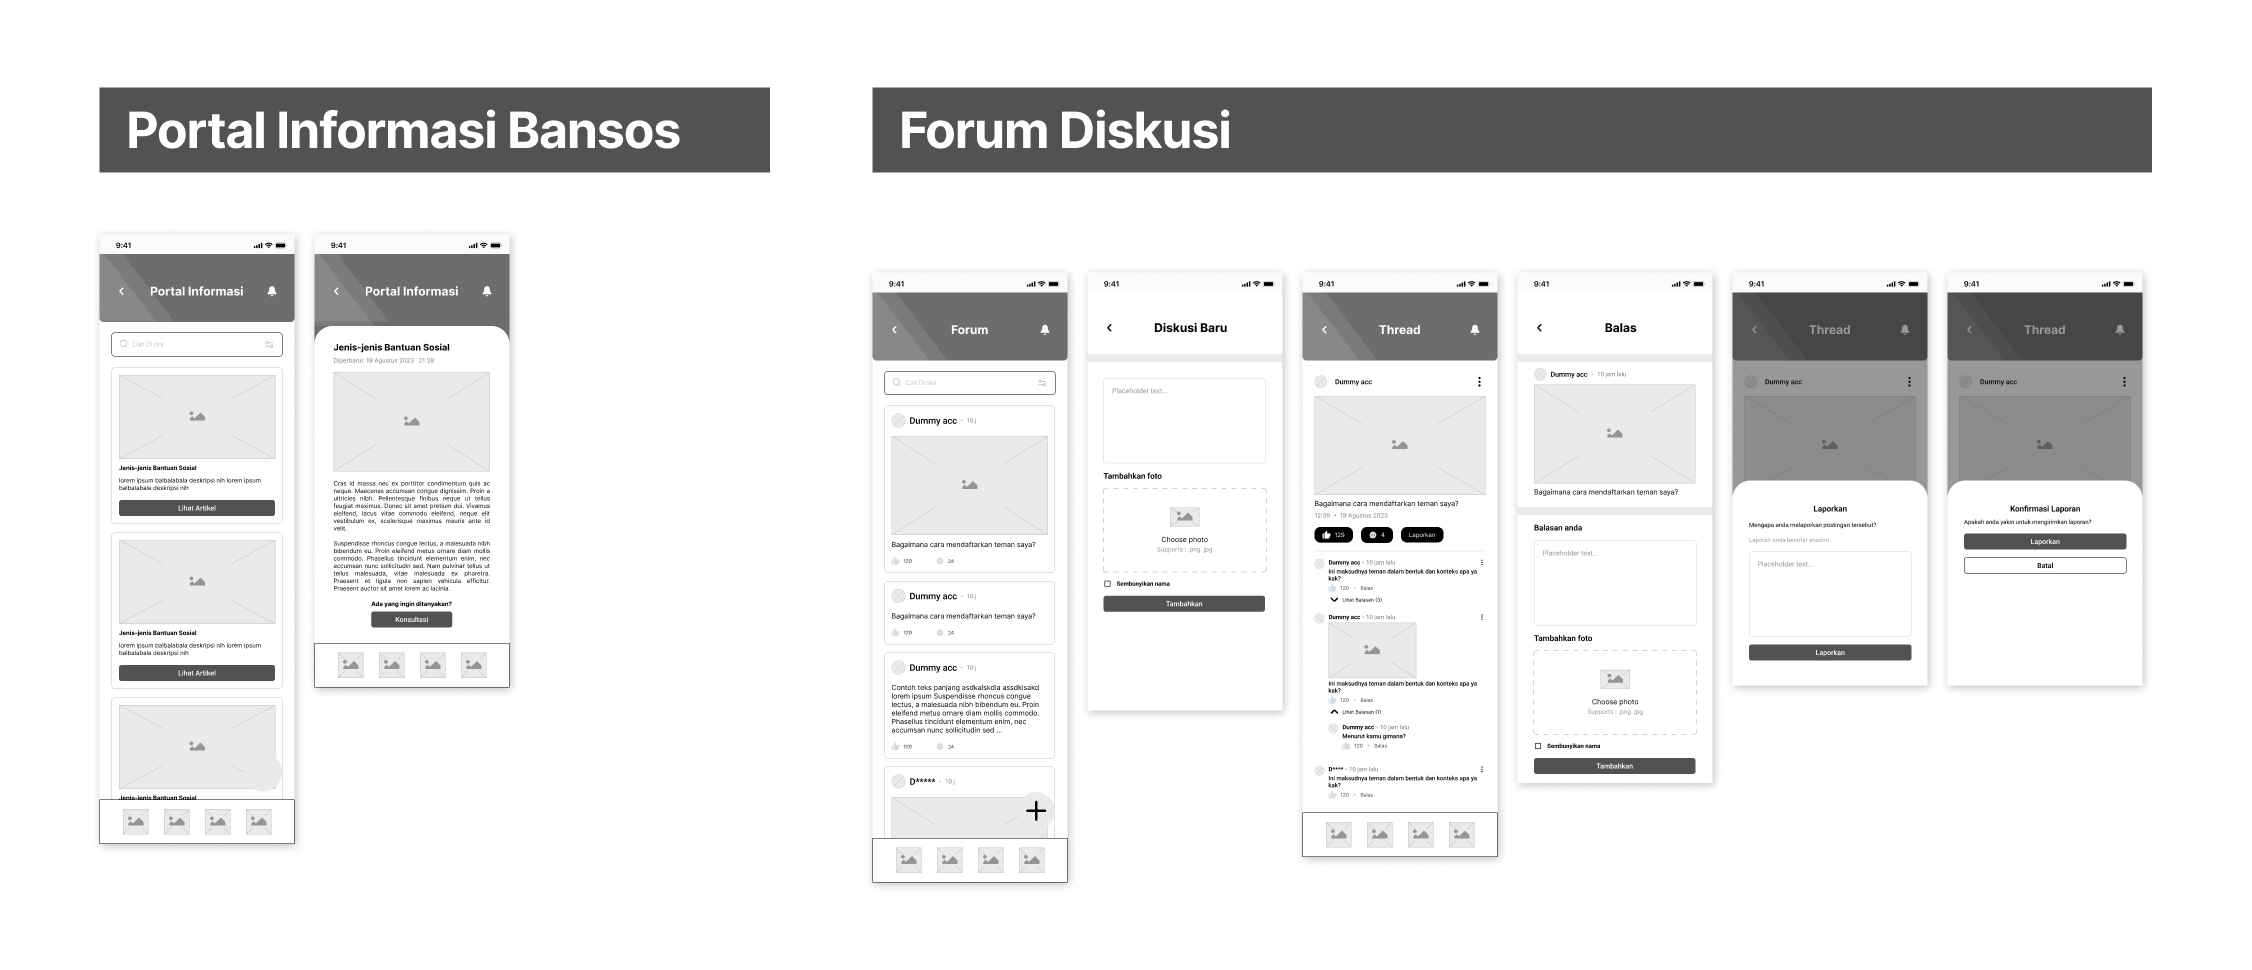 Portal Informasi Bansos
Forum Diskusi
9:41
Portal Informasi
Cari Di sini
Jenis-jenis Bantuan Sosial
lorem ipsum balbalabala deskripsi nih lorem ipsum
balbalabala deskripsi nih
Lihat Artikel
Jenis-jenis Bantuan Sosial
lorem ipsum balbalabala deskripsi nih lorem ipsum
balbalabala deskripsi nih
Lihat Artikel
Jenis-jenis Bantuan Sosial
9:41
Portal Informasi
Jenis-jenis Bantuan Sosial
Diperbarui: 19 Agustus 2023 21:38
Cras id massa nec ex porttitor condimentum quis ac
neque. Maecenas accumsan congue dignissim. Proin a
ultricies nibh. Pellentesque finibus neque ut tellus
feugiat maximus. Donec sit amet pretium dui. Vivamus
eleifend, lacus vitae commodo eleifend, neque elit
vestibulum ex, scelerisque maximus mauris ante id
velit.
Suspendisse rhoncus congue lectus, a malesuada nibh
bibendum eu. Proin eleifend metus ornare diam mollis
commodo. Phasellus tincidunt elementum enim, nec
accumsan nunc sollicitudin sed. Nam pulvinar tellus ut
tellus malesuada, vitae malesuada ex pharetra.
Praesent et ligula non sapien vehicula efficitur.
Praesent auctor sit amet lorem ac lacinia.
Ada yang ingin ditanyakan?
Konsultasi
9:41
Forum
Cari Di sini
Dummy acc • 10 j
Bagaimana cara mendaftarkan teman saya?
120 24
Dummy acc • 10 j
Bagaimana cara mendaftarkan teman saya?
120 24
Dummy acc • 10 j
Contoh teks panjang asdkalskdla assdklsakd
lorem ipsum Suspendisse rhoncus congue
lectus, a malesuada nibh bibendum eu. Proin
eleifend metus ornare diam mollis commodo.
Phasellus tincidunt elementum enim, nec
accumsan nunc sollicitudin sed ...
120 24
D***** • 10 j
9:41
Diskusi Baru
Placeholder text...
Tambahkan foto
Choose photo
Supports : .png .jpg
Sembunyikan nama
Tambahkan
9:41
Thread
Dummy acc
Bagaimana cara mendaftarkan teman saya?
12:39 • 19 Agustus 2023
129 4 Laporkan
Dummy acc • 10 jam lalu
Ini maksudnya teman dalam bentuk dan konteks apa ya
kak?
120 • Balas
Lihat Balasan (3)
Dummy acc • 10 jam lalu
Ini maksudnya teman dalam bentuk dan konteks apa ya
kak?
120 • Balas
Lihat Balasan (1)
Dummy acc • 10 jam lalu
Menurut kamu gimana?
120 • Balas
D**** • 10 jam lalu
Ini maksudnya teman dalam bentuk dan konteks apa ya
kak?
120 • Balas
9:41
Balas
Dummy acc • 10 jam lalu
Bagaimana cara mendaftarkan teman saya?
Balasan anda
Placeholder text...
Tambahkan foto
Choose photo
Supports : .png .jpg
Sembunyikan nama
Tambahkan
9:41
Thread
Dummy acc
Laporkan
Mengapa anda melaporkan postingan tersebut?
Laporan anda bersifat anonim
Placeholder text...
Laporkan
9:41
Thread
Dummy acc
Konfirmasi Laporan
Apakah anda yakin untuk mengirimkan laporan?
Laporkan
Batal